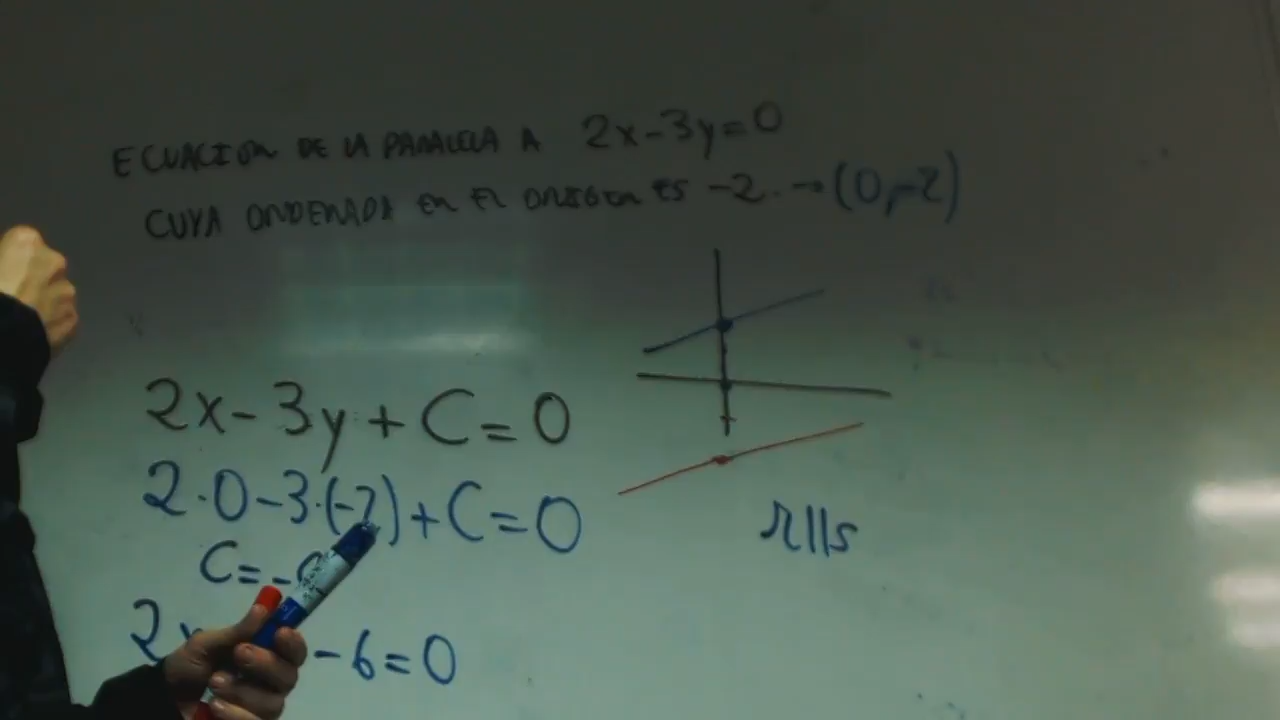 ECUACION DE LA PARALELA A 2x-3y=0
CUYA ORDENADA EN EL ORIGEN ES -2. → (0,-2)
2x-3y+C=0
2·0-3·(-2)+C=0
C=-
2x -6=0
r||s